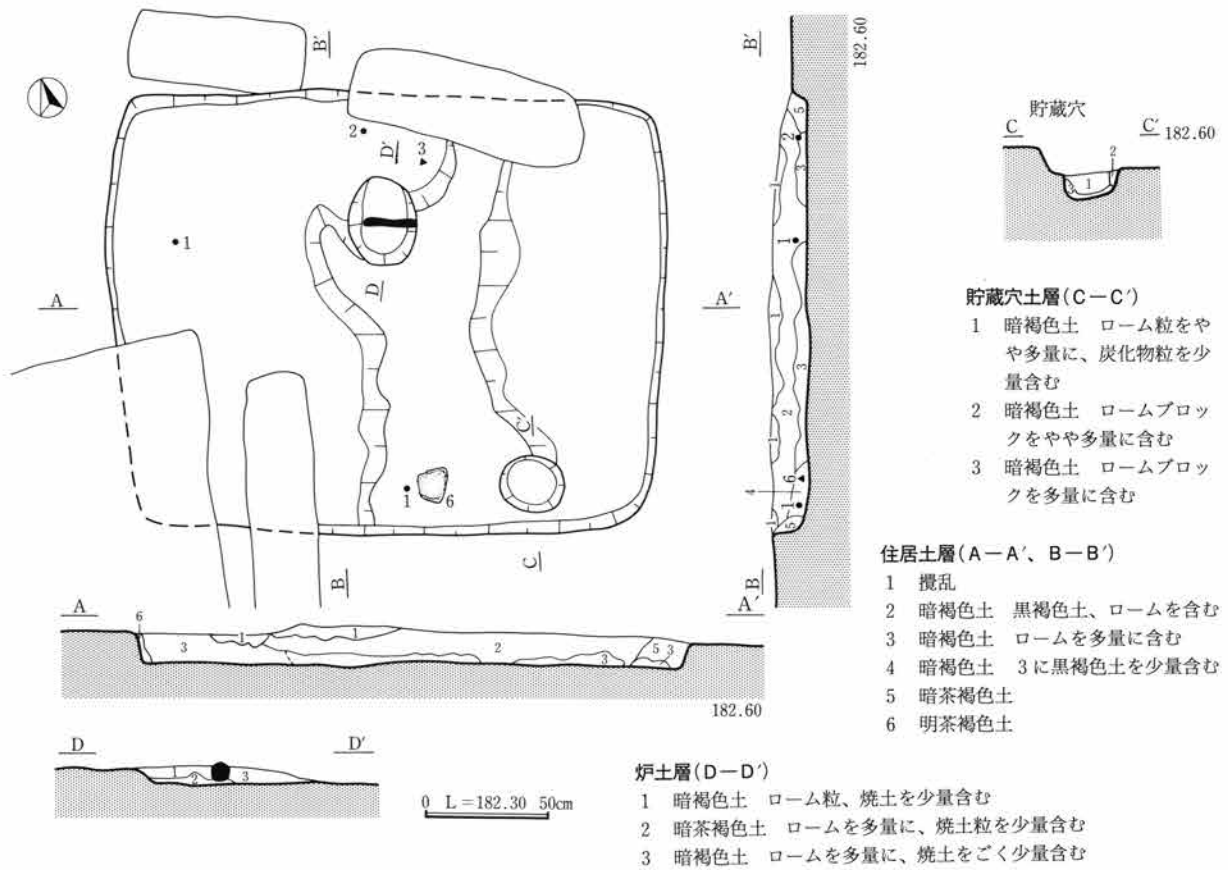 B′
B′
182.60
2
3
D′
1
D
A
A′
C′
1
6
B
C
5
2
3
1
1
1
3
2
1
4
6
1
1
5
B
貯蔵穴
C
C′ 182.60
2
1
3
貯蔵穴土層(C－C′)
1 暗褐色土 ローム粒をや
や多量に、炭化物粒を少
量含む
2 暗褐色土 ロームブロッ
クをやや多量に含む
3 暗褐色土 ロームブロッ
クを多量に含む
住居土層(A－A′、B－B′)
1 攪乱
2 暗褐色土 黒褐色土、ロームを含む
3 暗褐色土 ロームを多量に含む
4 暗褐色土 3に黒褐色土を少量含む
5 暗茶褐色土
6 明茶褐色土
A
A′
6
3
1
1
2
3
5
3
182.60
D
D′
2
3
0 L=182.30 50cm
炉土層(D－D′)
1 暗褐色土 ローム粒、焼土を少量含む
2 暗茶褐色土 ロームを多量に、焼土粒を少量含む
3 暗褐色土 ロームを多量に、焼土をごく少量含む